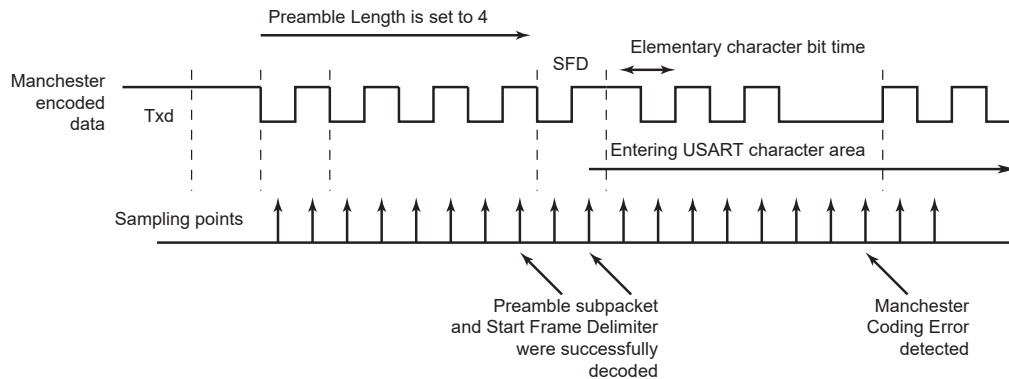 Preamble Length is set to 4
Elementary character bit time
SFD
Manchester
encoded
data
Txd
Entering USART character area
Sampling points
Preamble subpacket
and Start Frame Delimiter
were successfully
decoded
Manchester
Coding Error
detected